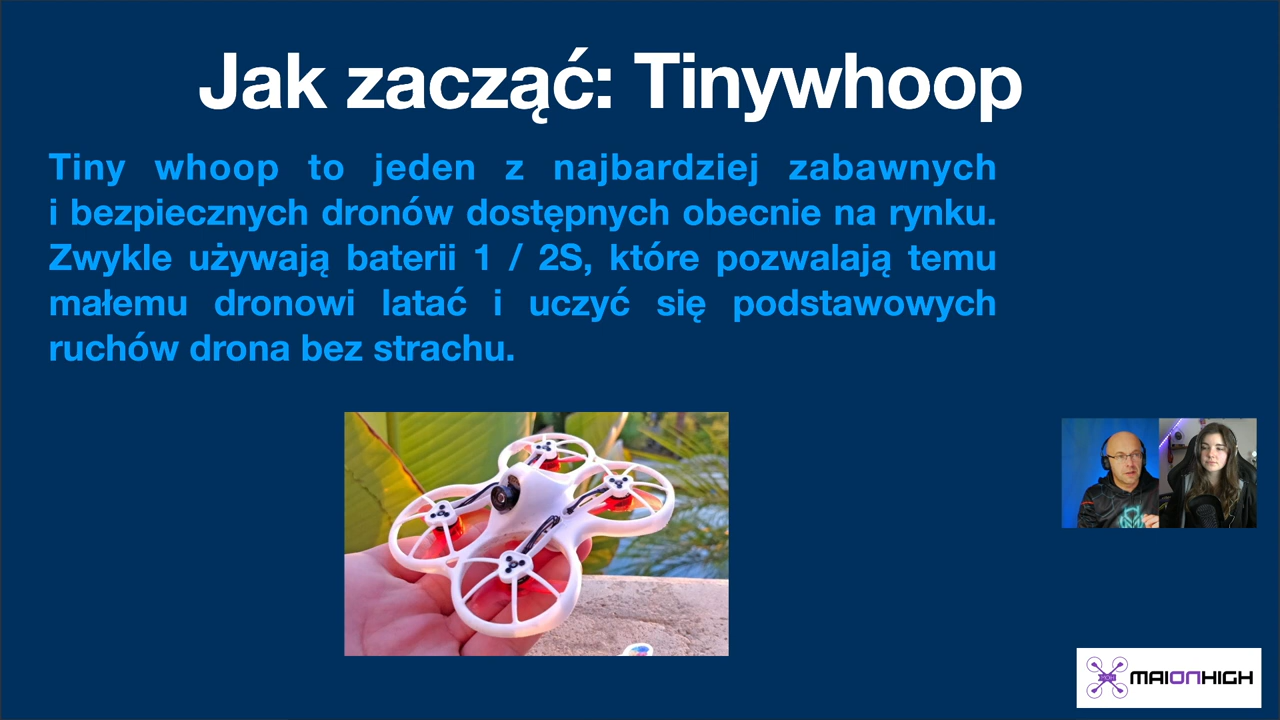 Jak zacząć: Tinywhoop
Tiny whoop to jeden z najbardziej zabawnych
i bezpiecznych dronów dostępnych obecnie na rynku.
Zwykle używają baterii 1 / 2S, które pozwalają temu
małemu dronowi latać i uczyć się podstawowych
ruchów drona bez strachu.
MAIONHIGH